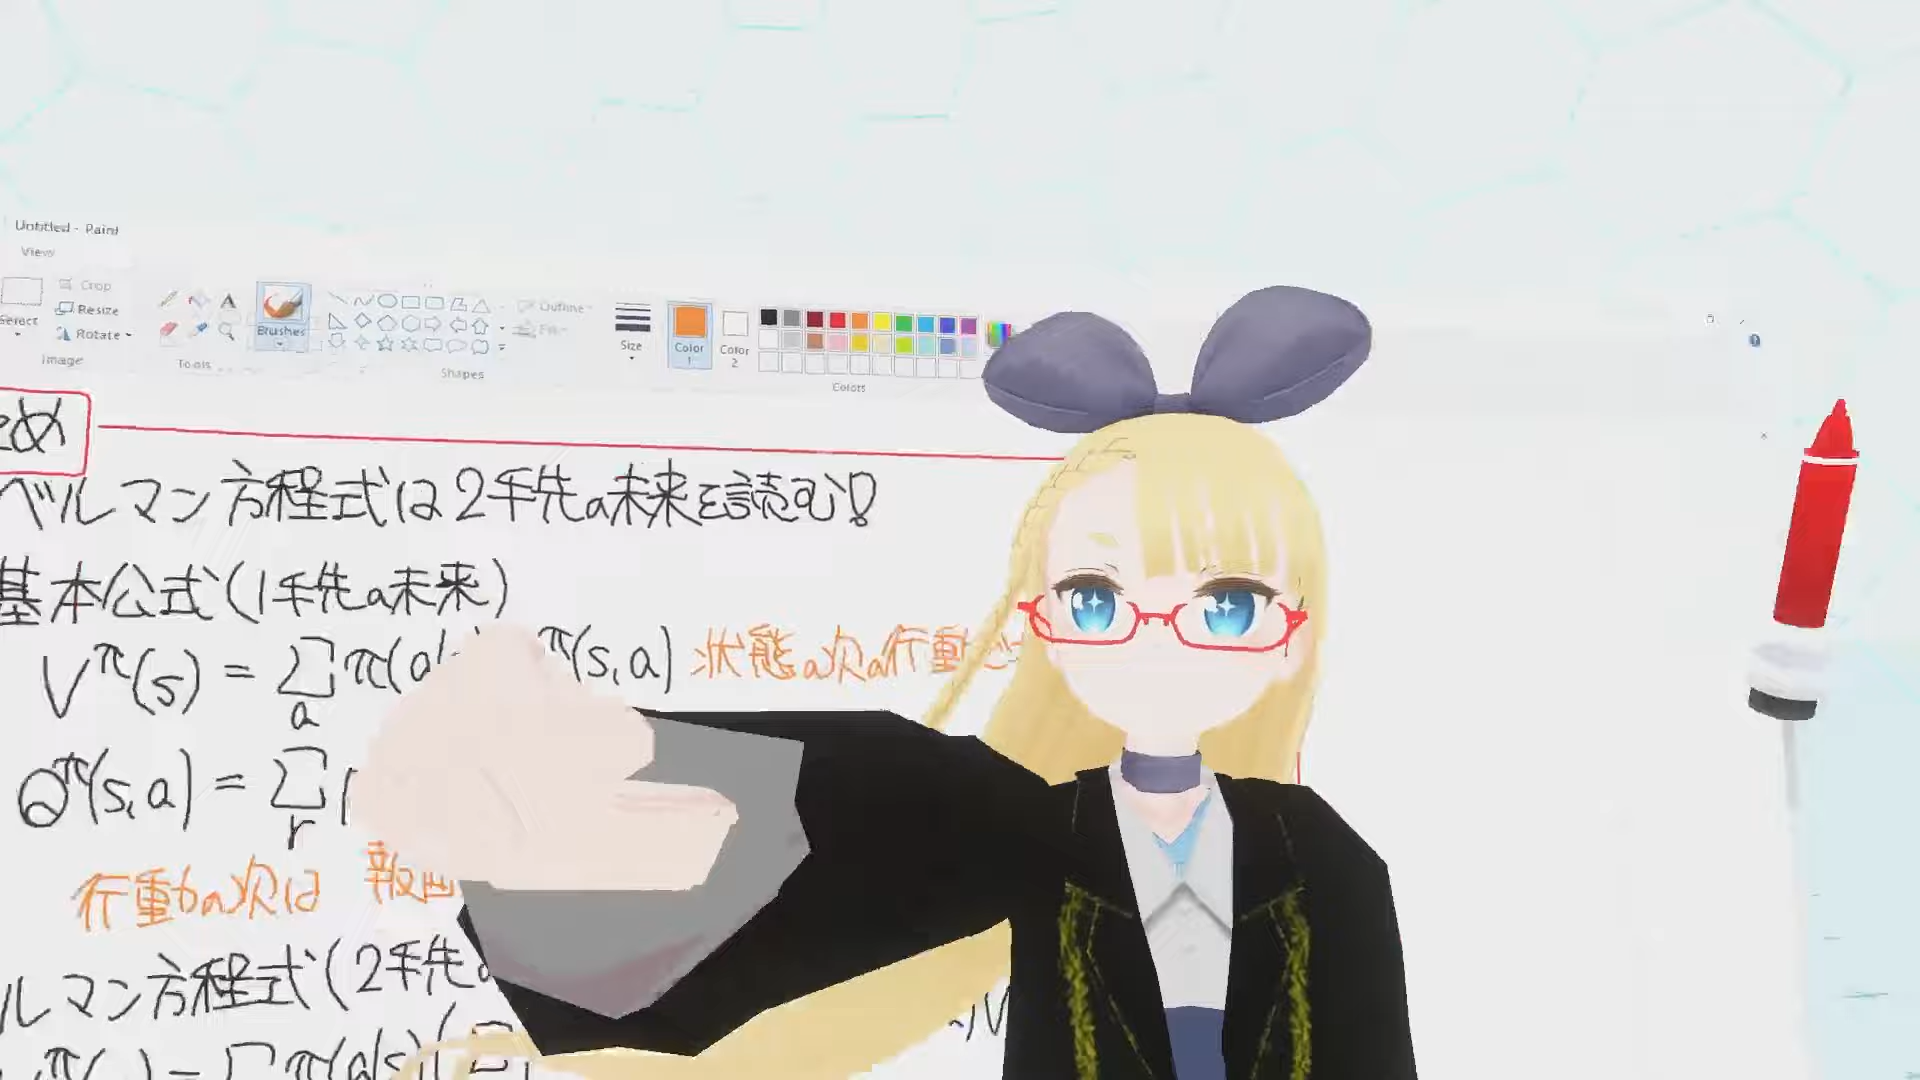 Untitled - Paint
View
Crop
Resize
Rotate
Select
Image
A
Brushes
Tools
Outline
Shapes
Size
Color 1
Color 2
Colors
とめ
ベルマン方程式は2手先の未来を読む!
基本公式(1手先の未来)
V^π(s) = Σ_a π(a|
π(s,a) 状態の次の行動
Q^π(s,a) = Σ_r
行動の次は 報
ルマン方程式(2手先
π(a|s)(